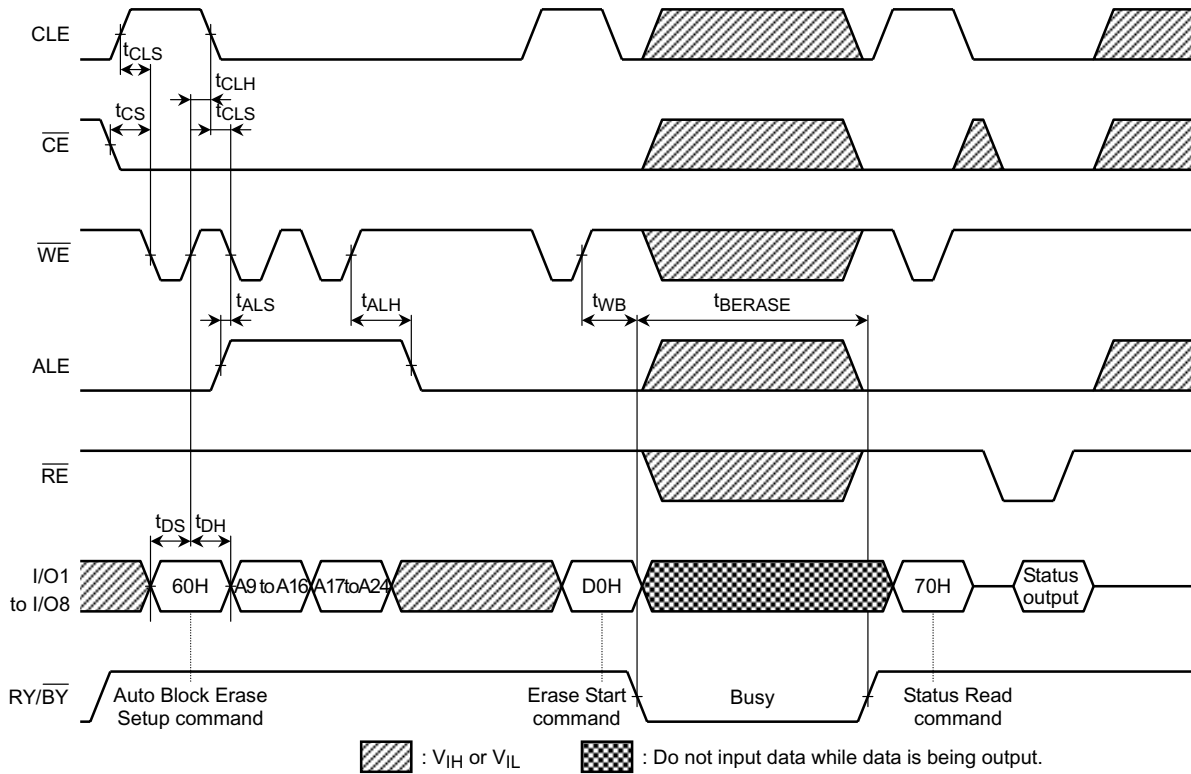 CLE
tCLS
tCLH
tCS
tCLS
CE
WE
tALS
tALH
tWB
tBERASE
ALE
RE
tDS
tDH
I/O1
to I/O8
60H
A9 to A16
A17 to A24
D0H
70H
Status
output
RY/BY
Auto Block Erase
Setup command
Erase Start
command
Busy
Status Read
command
: VIH or VIL
: Do not input data while data is being output.